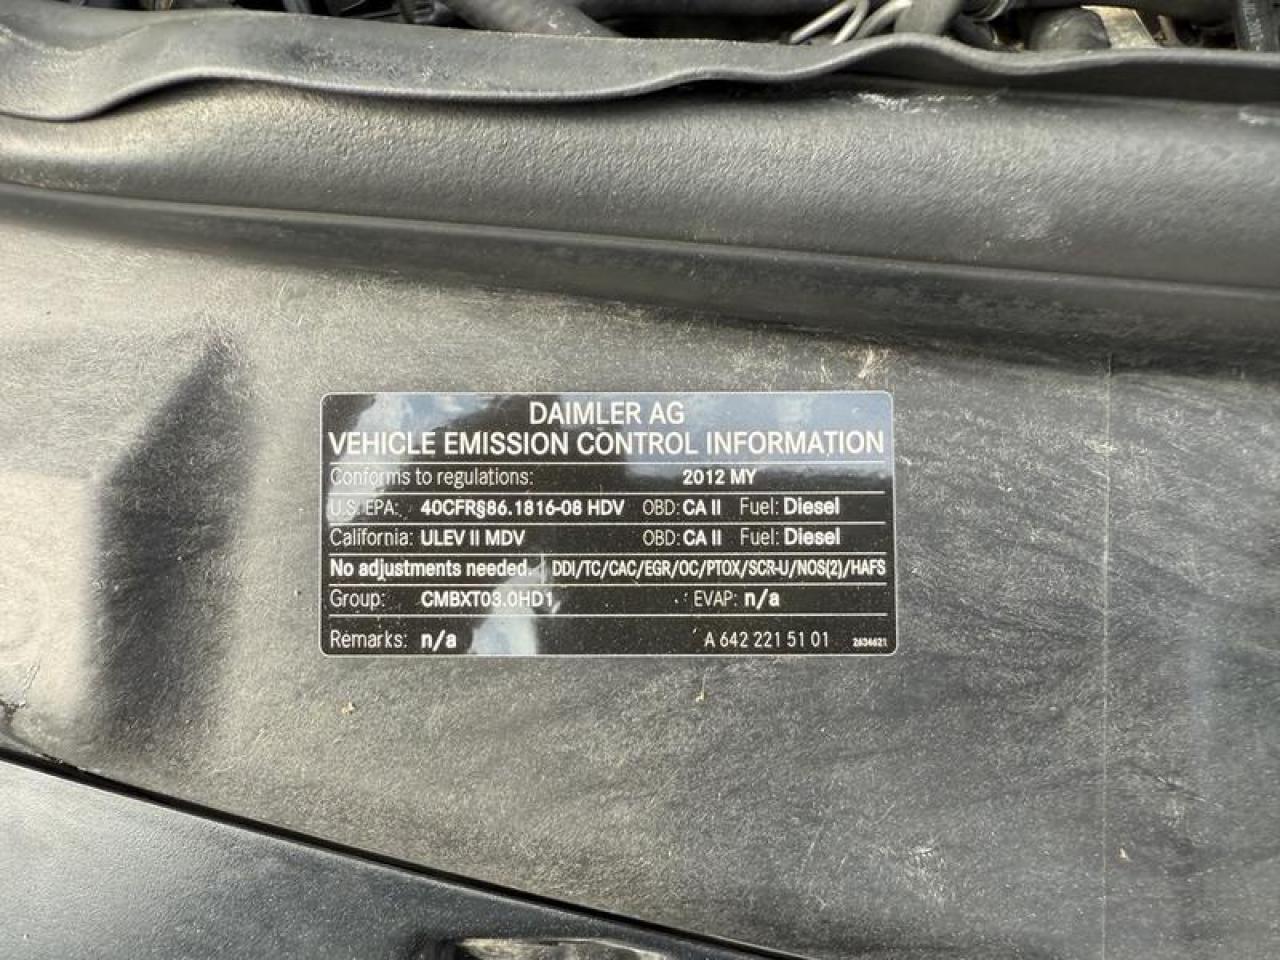 DAIMLER AG
VEHICLE EMISSION CONTROL INFORMATION
Conforms to regulations: 2012 MY
U.S. EPA: 40CFR§86.1816-08 HDV OBD: CA II Fuel: Diesel
California: ULEV II MDV OBD: CA II Fuel: Diesel
No adjustments needed. DDI/TC/CAC/EGR/OC/PTOX/SCR-U/NOS(2)/HAFS
Group: CMBXT03.0HD1 EVAP: n/a
Remarks: n/a A 642 221 51 01 2634621